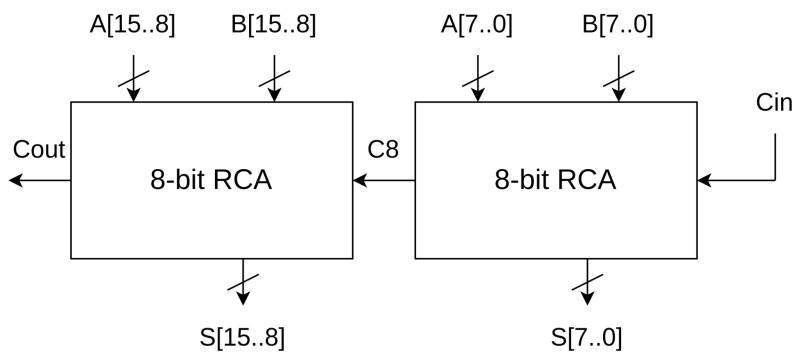 A[15..8]
B[15..8]
A[7..0]
B[7..0]
Cin
Cout
C8
8-bit RCA
8-bit RCA
S[15..8]
S[7..0]